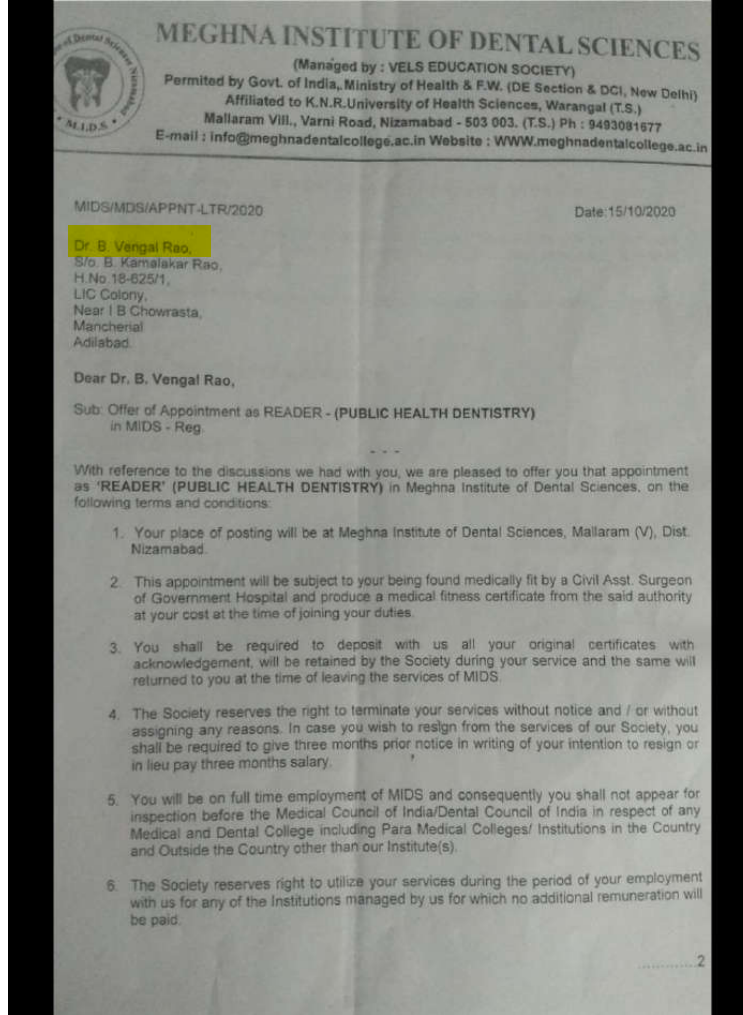 MEGHNA INSTITUTE OF DENTAL SCIENCES
(Managed by : VELS EDUCATION SOCIETY)
Permited by Govt. of India, Ministry of Health & F.W. (DE Section & DCI, New Delhi)
Affiliated to K.N.R.University of Health Sciences, Warangal (T.S.)
Mallaram Vill., Varni Road, Nizamabad - 503 003. (T.S.) Ph : 9493081677
E-mail : info@meghnadentalcollege.ac.in Website : WWW.meghnadentalcollege.ac.in
M.I.D.S
MIDS/MDS/APPNT-LTR/2020
Date:15/10/2020
Dr. B. Vengal Rao,
S/o. B. Kamalakar Rao,
H.No.18-625/1,
LIC Colony,
Near I B Chowrasta,
Mancherial
Adilabad.
Dear Dr. B. Vengal Rao,
Sub: Offer of Appointment as READER - (PUBLIC HEALTH DENTISTRY)
in MIDS - Reg.
- - -
With reference to the discussions we had with you, we are pleased to offer you that appointment
as 'READER' (PUBLIC HEALTH DENTISTRY) in Meghna Institute of Dental Sciences, on the
following terms and conditions:
1. Your place of posting will be at Meghna Institute of Dental Sciences, Mallaram (V), Dist.
Nizamabad.
2. This appointment will be subject to your being found medically fit by a Civil Asst. Surgeon
of Government Hospital and produce a medical fitness certificate from the said authority
at your cost at the time of joining your duties.
3. You shall be required to deposit with us all your original certificates with
acknowledgement, will be retained by the Society during your service and the same will
returned to you at the time of leaving the services of MIDS.
4. The Society reserves the right to terminate your services without notice and / or without
assigning any reasons. In case you wish to resign from the services of our Society, you
shall be required to give three months prior notice in writing of your intention to resign or
in lieu pay three months salary.
5. You will be on full time employment of MIDS and consequently you shall not appear for
inspection before the Medical Council of India/Dental Council of India in respect of any
Medical and Dental College including Para Medical Colleges/ Institutions in the Country
and Outside the Country other than our Institute(s).
6. The Society reserves right to utilize your services during the period of your employment
with us for any of the Institutions managed by us for which no additional remuneration will
be paid.
.............2